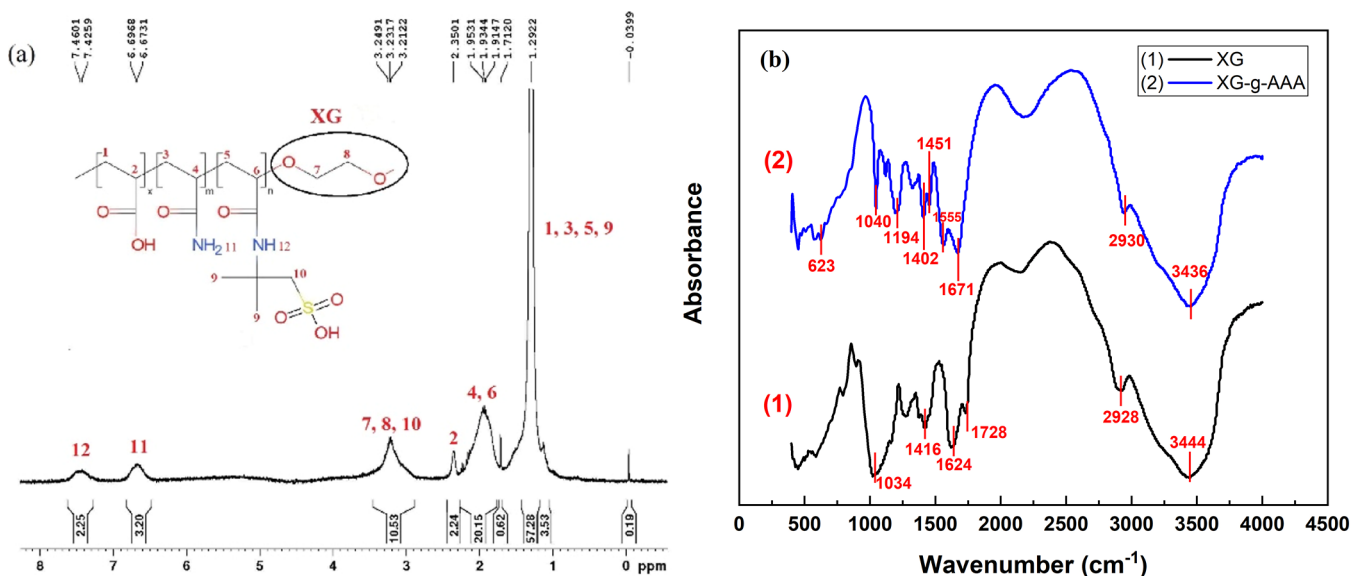 (a)
7.4601
7.4259
6.6968
6.6731
3.2491
3.2317
3.2122
2.3501
1.9531
1.9344
1.9147
1.7120
1.2922
-0.0399
XG
1
3
5
2
4
6
x
m
n
O
7
8
O
O
OH
O
NH2 11
O
NH 12
9
10
9
S
O
O
OH
1, 3, 5, 9
12
11
7, 8, 10
2
4, 6
2.25
3.20
10.53
2.24
20.15
0.62
57.28
3.53
0.19
8 7 6 5 4 3 2 1 0 ppm
(b)
(1) XG
(2) XG-g-AAA
(2)
1451
1040
1194
1555
1402
623
1671
2930
3436
(1)
1034
1416
1624
1728
2928
3444
Absorbance
0 500 1000 1500 2000 2500 3000 3500 4000 4500
Wavenumber (cm-1)